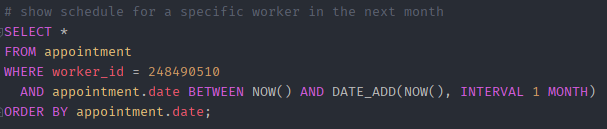 # show schedule for a specific worker in the next month
SELECT *
FROM appointment
WHERE worker_id = 248490510
  AND appointment.date BETWEEN NOW() AND DATE_ADD(NOW(), INTERVAL 1 MONTH)
ORDER BY appointment.date;